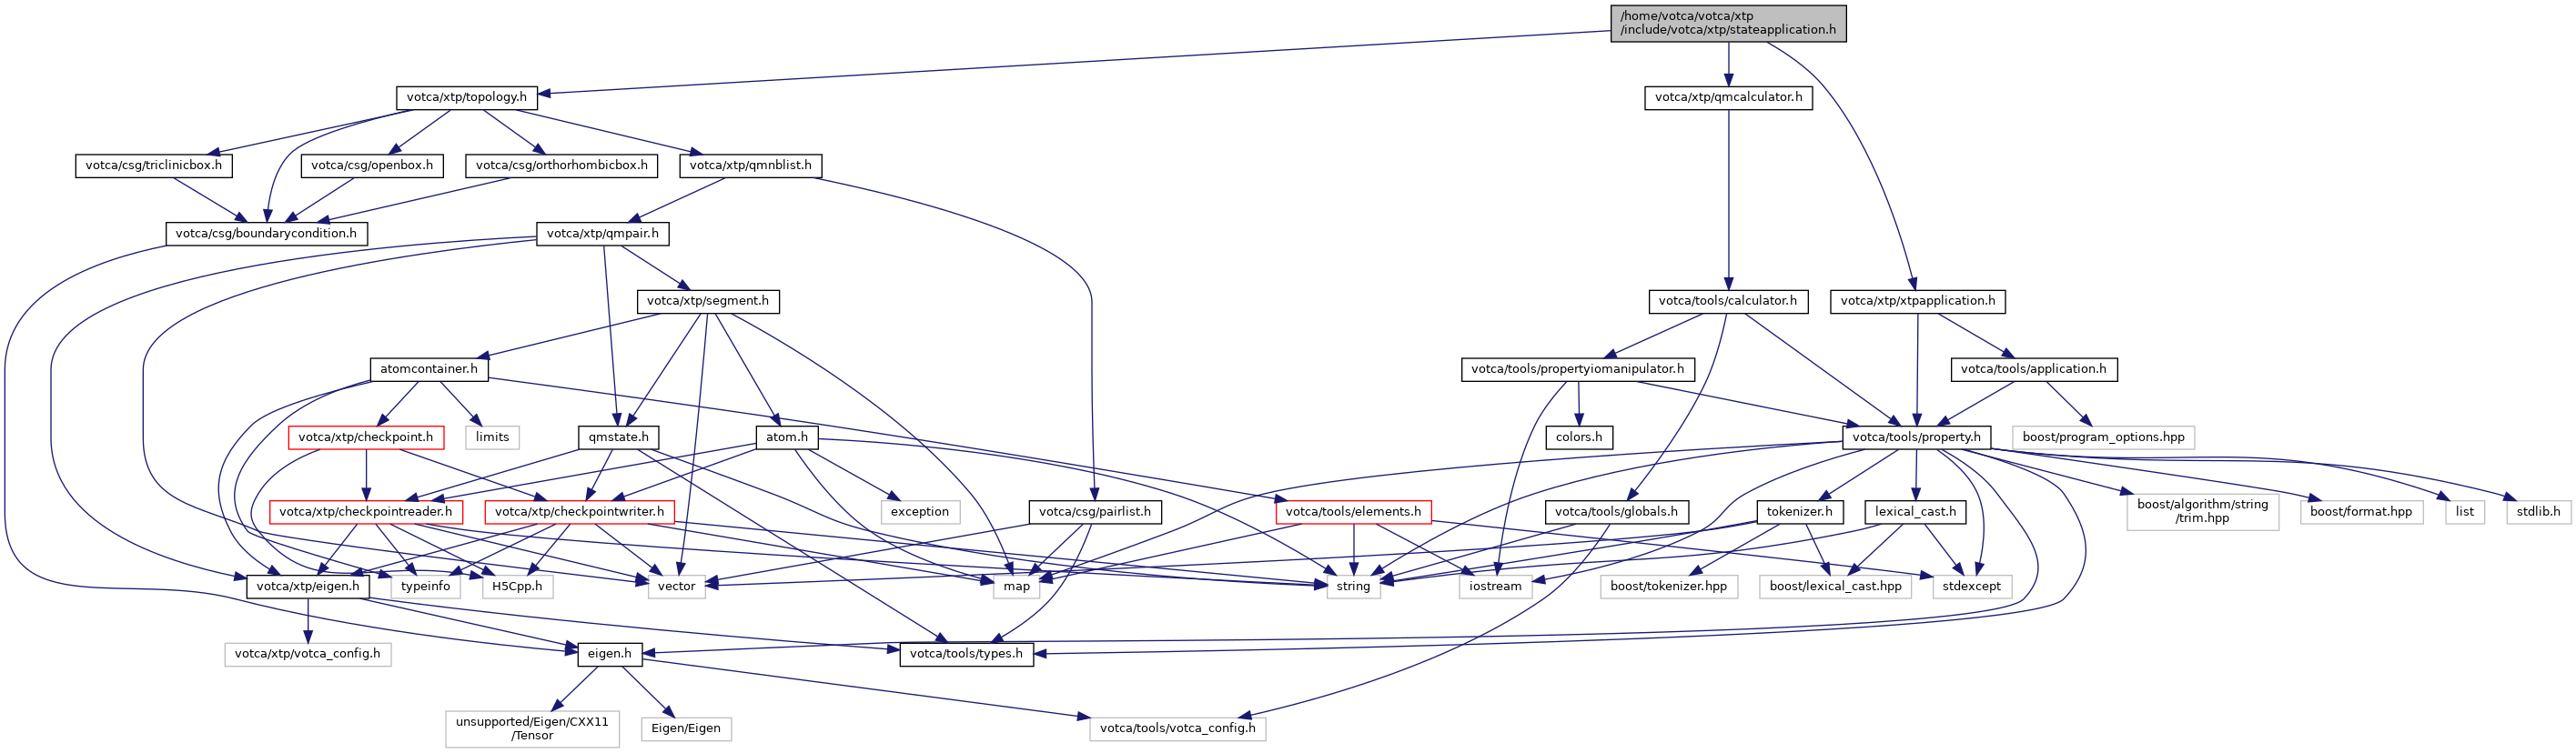 /home/votca/votca/xtp
/include/votca/xtp/stateapplication.h
votca/xtp/topology.h
votca/xtp/qmcalculator.h
votca/csg/triclinicbox.h
votca/csg/openbox.h
votca/csg/orthorhombicbox.h
votca/xtp/qmnblist.h
votca/csg/boundarycondition.h
votca/xtp/qmpair.h
votca/xtp/segment.h
votca/tools/calculator.h
votca/xtp/xtpapplication.h
atomcontainer.h
votca/tools/propertyiomanipulator.h
votca/tools/application.h
votca/xtp/checkpoint.h
limits
qmstate.h
atom.h
colors.h
votca/tools/property.h
boost/program_options.hpp
votca/xtp/checkpointreader.h
votca/xtp/checkpointwriter.h
exception
votca/csg/pairlist.h
votca/tools/elements.h
votca/tools/globals.h
tokenizer.h
lexical_cast.h
boost/algorithm/string
/trim.hpp
boost/format.hpp
list
stdlib.h
votca/xtp/eigen.h
typeinfo
H5Cpp.h
vector
map
string
iostream
boost/tokenizer.hpp
boost/lexical_cast.hpp
stdexcept
votca/xtp/votca_config.h
eigen.h
votca/tools/types.h
unsupported/Eigen/CXX11
/Tensor
Eigen/Eigen
votca/tools/votca_config.h